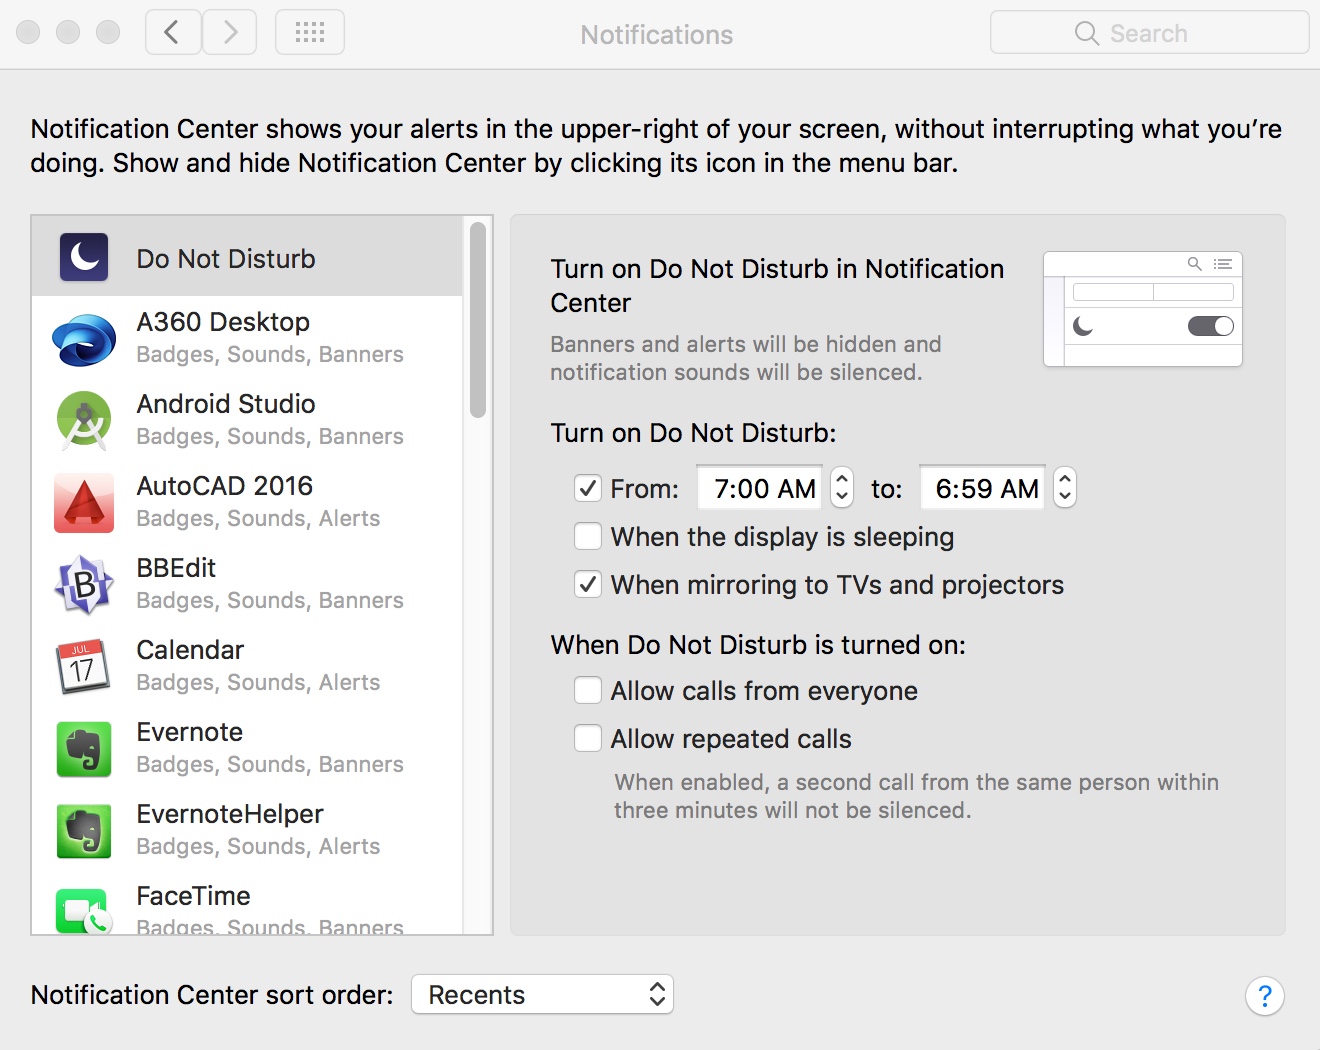 Notifications
Search
Notification Center shows your alerts in the upper-right of your screen, without interrupting what you’re
doing. Show and hide Notification Center by clicking its icon in the menu bar.
Do Not Disturb
A360 Desktop
Badges, Sounds, Banners
Android Studio
Badges, Sounds, Banners
AutoCAD 2016
Badges, Sounds, Alerts
BBEdit
Badges, Sounds, Banners
B
Calendar
Badges, Sounds, Alerts
JUL
17
Evernote
Badges, Sounds, Banners
EvernoteHelper
Badges, Sounds, Alerts
FaceTime
Badges, Sounds, Banners
Turn on Do Not Disturb in Notification
Center
Banners and alerts will be hidden and
notification sounds will be silenced.
Turn on Do Not Disturb:
From: 7:00 AM to: 6:59 AM
When the display is sleeping
When mirroring to TVs and projectors
When Do Not Disturb is turned on:
Allow calls from everyone
Allow repeated calls
When enabled, a second call from the same person within
three minutes will not be silenced.
Notification Center sort order: Recents
?